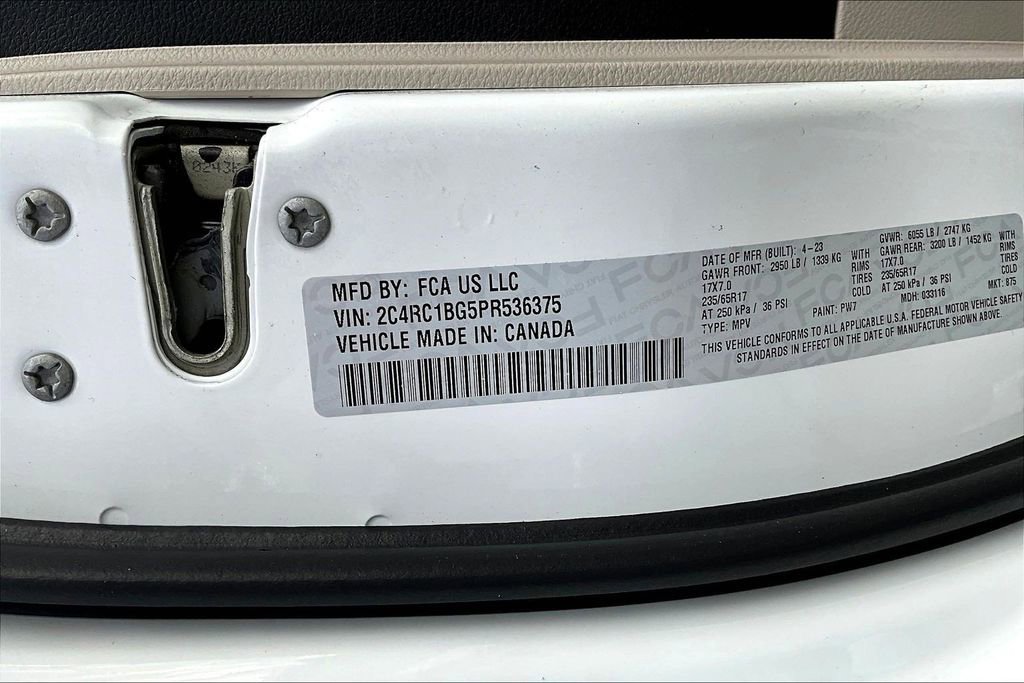 0243
MFD BY: FCA US LLC
VIN: 2C4RC1BG5PR536375
VEHICLE MADE IN: CANADA
DATE OF MFR (BUILT): 4-23 GVWR: 6055 LB / 2747 KG
GAWR FRONT: 2950 LB / 1339 KG WITH GAWR REAR: 3200 LB / 1452 KG WITH
17X7.0 RIMS 17X7.0 RIMS
235/65R17 TIRES 235/65R17 TIRES
AT 250 kPa / 36 PSI COLD AT 250 kPa / 36 PSI COLD
TYPE: MPV PAINT: PW7 MDH: 033116 MKT: 875
THIS VEHICLE CONFORMS TO ALL APPLICABLE U.S.A. FEDERAL MOTOR VEHICLE SAFETY
STANDARDS IN EFFECT ON THE DATE OF MANUFACTURE SHOWN ABOVE.